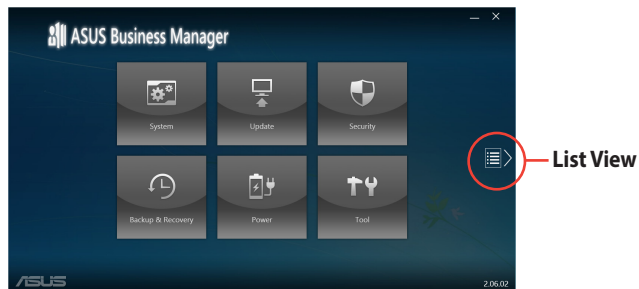 ASUS Business Manager
System
Update
Security
List View
Backup & Recovery
Power
Tool
ASUS
2.06.02